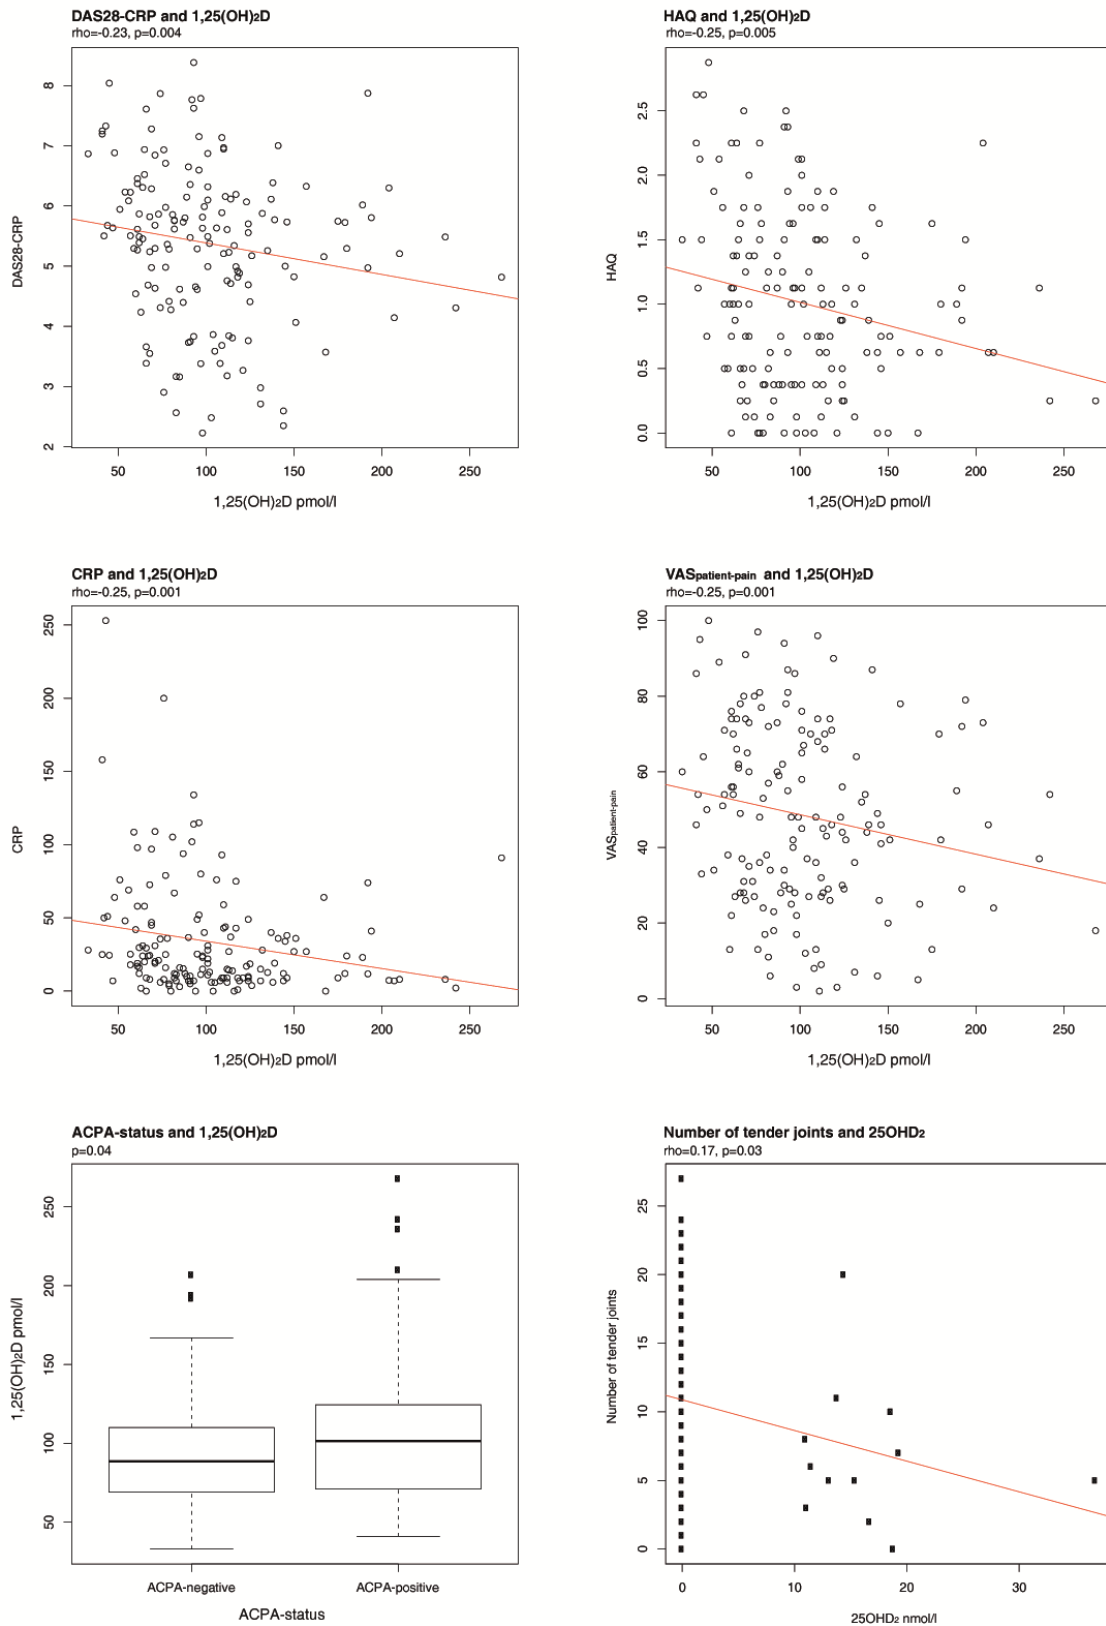 DAS28-CRP and 1,25(OH)₂D
rho=-0.23, p=0.004
8
7
6
5
4
3
2
DAS28-CRP
50 100 150 200 250
1,25(OH)₂D pmol/l
HAQ and 1,25(OH)₂D
rho=-0.25, p=0.005
2.5
2.0
1.5
1.0
0.5
0.0
HAQ
50 100 150 200 250
1,25(OH)₂D pmol/l
CRP and 1,25(OH)₂D
rho=-0.25, p=0.001
250
200
150
100
50
0
CRP
50 100 150 200 250
1,25(OH)₂D pmol/l
VASpatient-pain and 1,25(OH)₂D
rho=-0.25, p=0.001
100
80
60
40
20
0
VASpatient-pain
50 100 150 200 250
1,25(OH)₂D pmol/l
ACPA-status and 1,25(OH)₂D
p=0.04
250
200
150
100
50
1,25(OH)₂D pmol/l
ACPA-negative ACPA-positive
ACPA-status
Number of tender joints and 25OHD₂
rho=0.17, p=0.03
25
20
15
10
5
0
Number of tender joints
0 10 20 30
25OHD₂ nmol/l